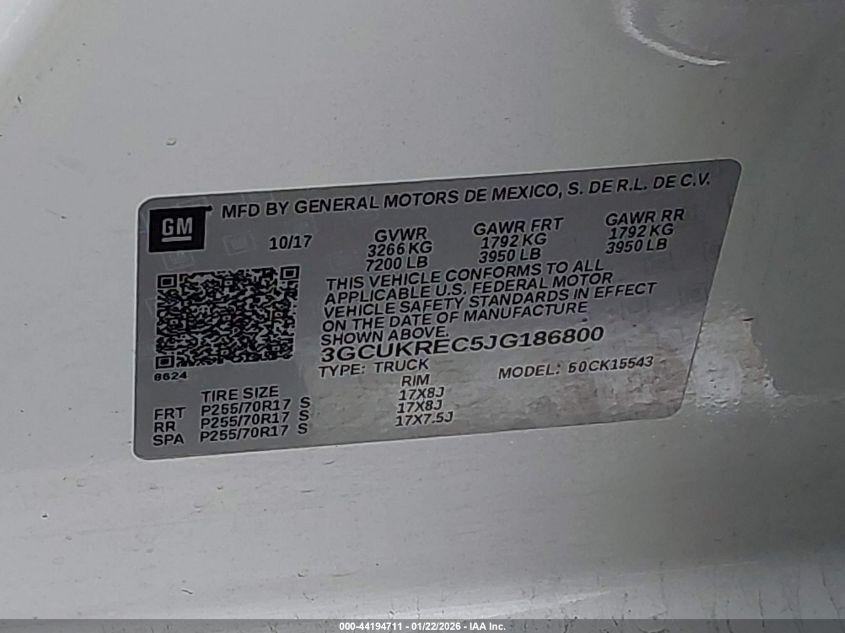 GM
MFD BY GENERAL MOTORS DE MEXICO, S. DE R.L. DE C.V.
10/17
GVWR
3266 KG
7200 LB
GAWR FRT
1792 KG
3950 LB
GAWR RR
1792 KG
3950 LB
THIS VEHICLE CONFORMS TO ALL
APPLICABLE U.S. FEDERAL MOTOR
VEHICLE SAFETY STANDARDS IN EFFECT
ON THE DATE OF MANUFACTURE
SHOWN ABOVE.
3GCUKREC5JG186800
TYPE: TRUCK
MODEL: 50CK15543
8624
TIRE SIZE RIM
FRT P255/70R17 S 17X8J
RR P255/70R17 S 17X8J
SPA P255/70R17 S 17X7.5J
000-44194711 - 01/22/2026 - IAA Inc.